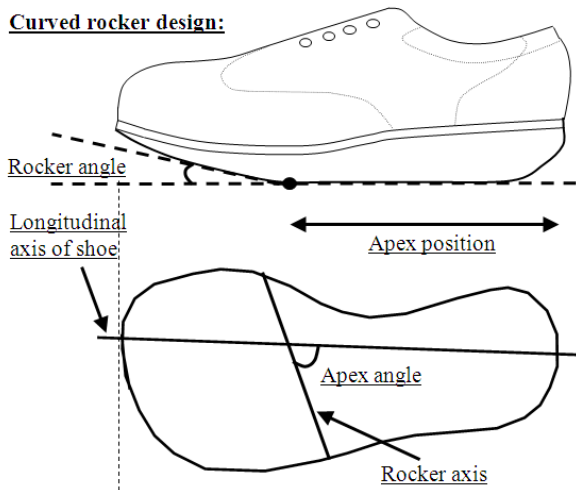 Curved rocker design:
Rocker angle
Longitudinal
axis of shoe
Apex position
Apex angle
Rocker axis